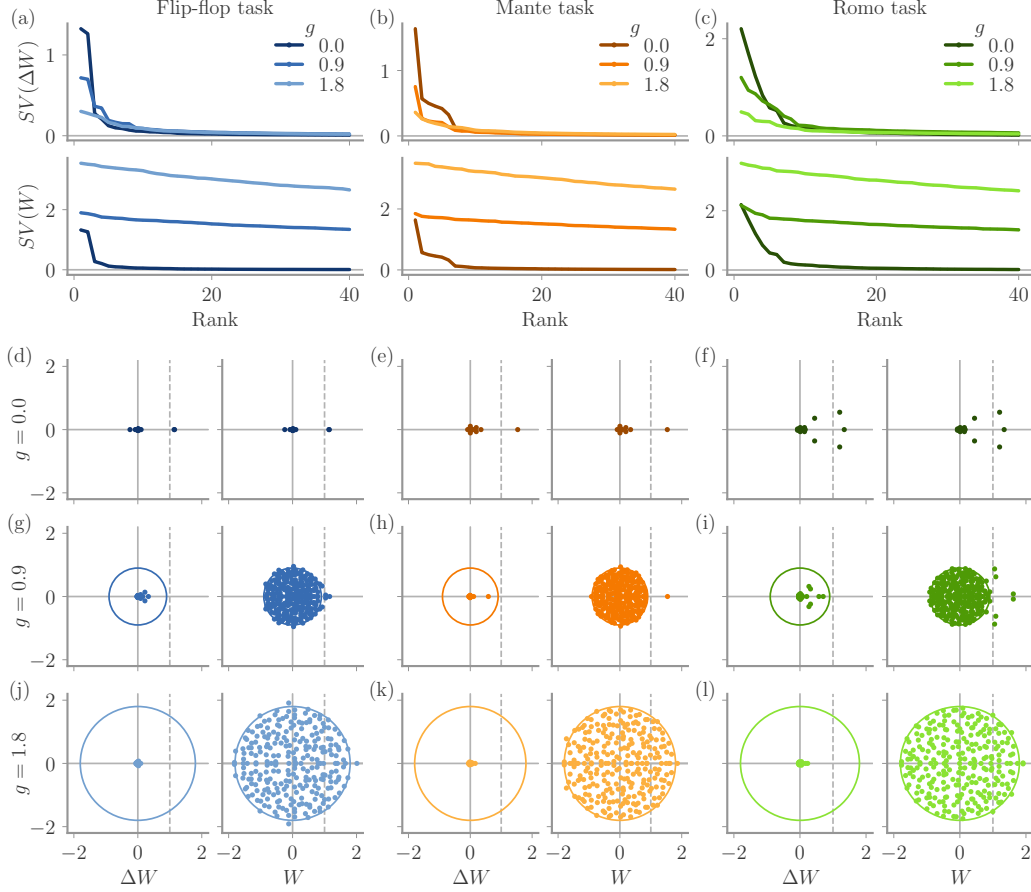 Flip-flop task
Mante task
Romo task
(a)
(b)
(c)
g
0.0
0.9
1.8
g
0.0
0.9
1.8
g
0.0
0.9
1.8
SV(ΔW)
1
0
1
0
2
0
SV(W)
2
0
2
0
2
0
1 20 40
1 20 40
1 20 40
Rank
Rank
Rank
(d)
(e)
(f)
g = 0.0
2
0
−2
(g)
(h)
(i)
g = 0.9
2
0
−2
(j)
(k)
(l)
g = 1.8
2
0
−2
−2 0 2
−2 0 2
−2 0 2
−2 0 2
−2 0 2
−2 0 2
ΔW
W
ΔW
W
ΔW
W